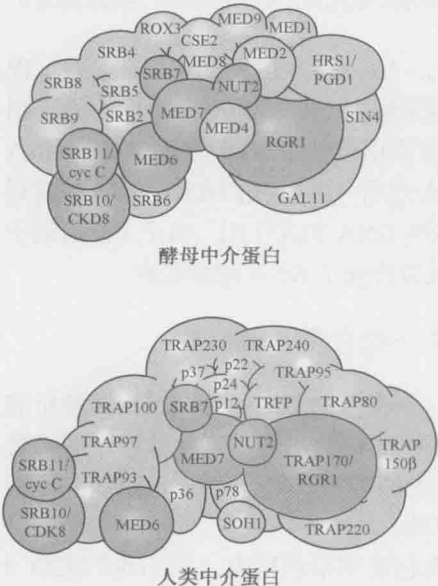 ROX3
MED9
MED1
CSE2
SRB4
MED8
MED2
HRS1/
PGD1
SRB8
SRB7
NUT2
SRB5
SRB9
SRB2
MED7
MED4
SIN4
RGR1
SRB11/
cyc C
MED6
SRB10/
CKD8
SRB6
GAL11
酵母中介蛋白
TRAP230
TRAP240
p22
p37
TRAP95
p24
TRAP100
SRB7
p12
TRFP
TRAP80
TRAP97
NUT2
TRAP
150β
MED7
TRAP170/
RGR1
SRB11/
cyc C
TRAP93
p36
p78
SRB10/
CDK8
MED6
SOH1
TRAP220
人类中介蛋白